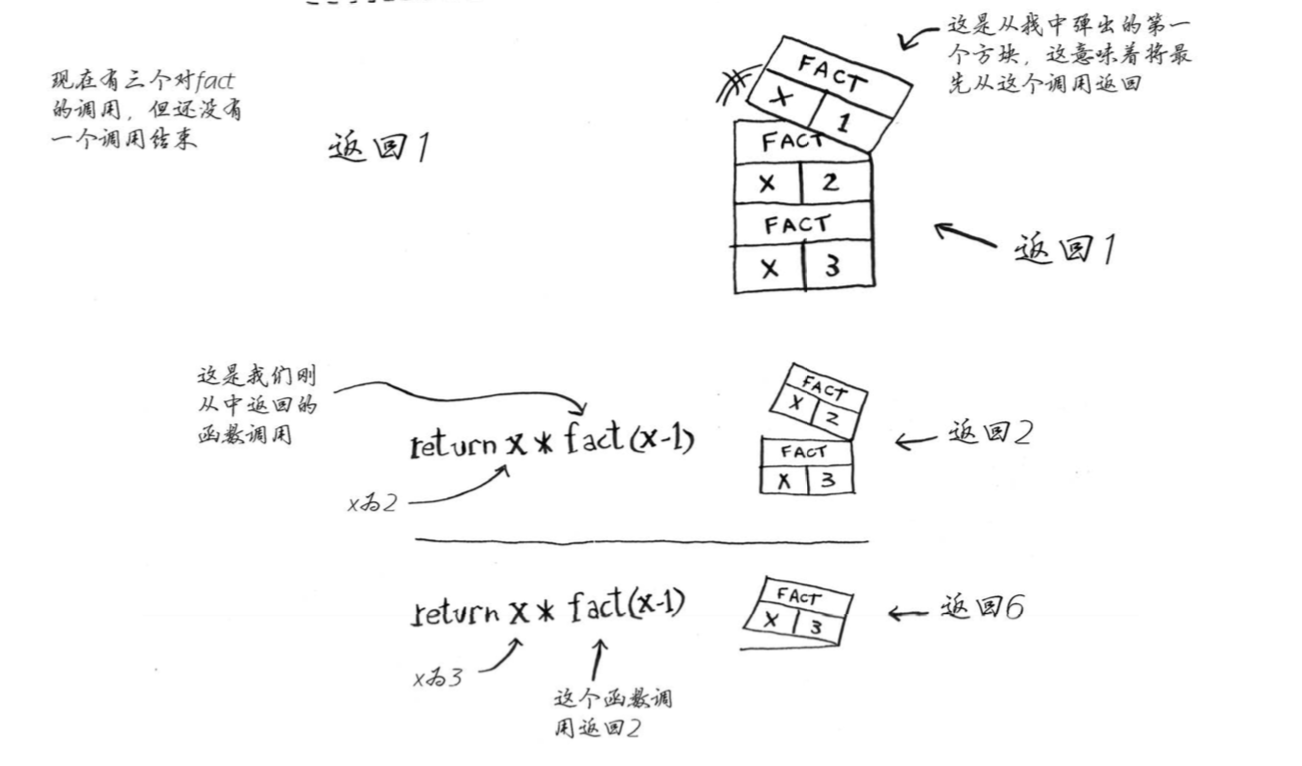 这是从栈中弹出的第一
个方块，这意味着将最
先从这个调用返回
现在有三个对fact
的调用，但还没有
一个调用结束
返回1
FACT
X 1
FACT
X 2
FACT
X 3
返回1
这是我们刚
从中返回的
函数调用
return x * fact(x-1)
x为2
FACT
X 2
FACT
X 3
返回2
return x * fact(x-1)
x为3
这个函数调
用返回2
FACT
X 3
返回6